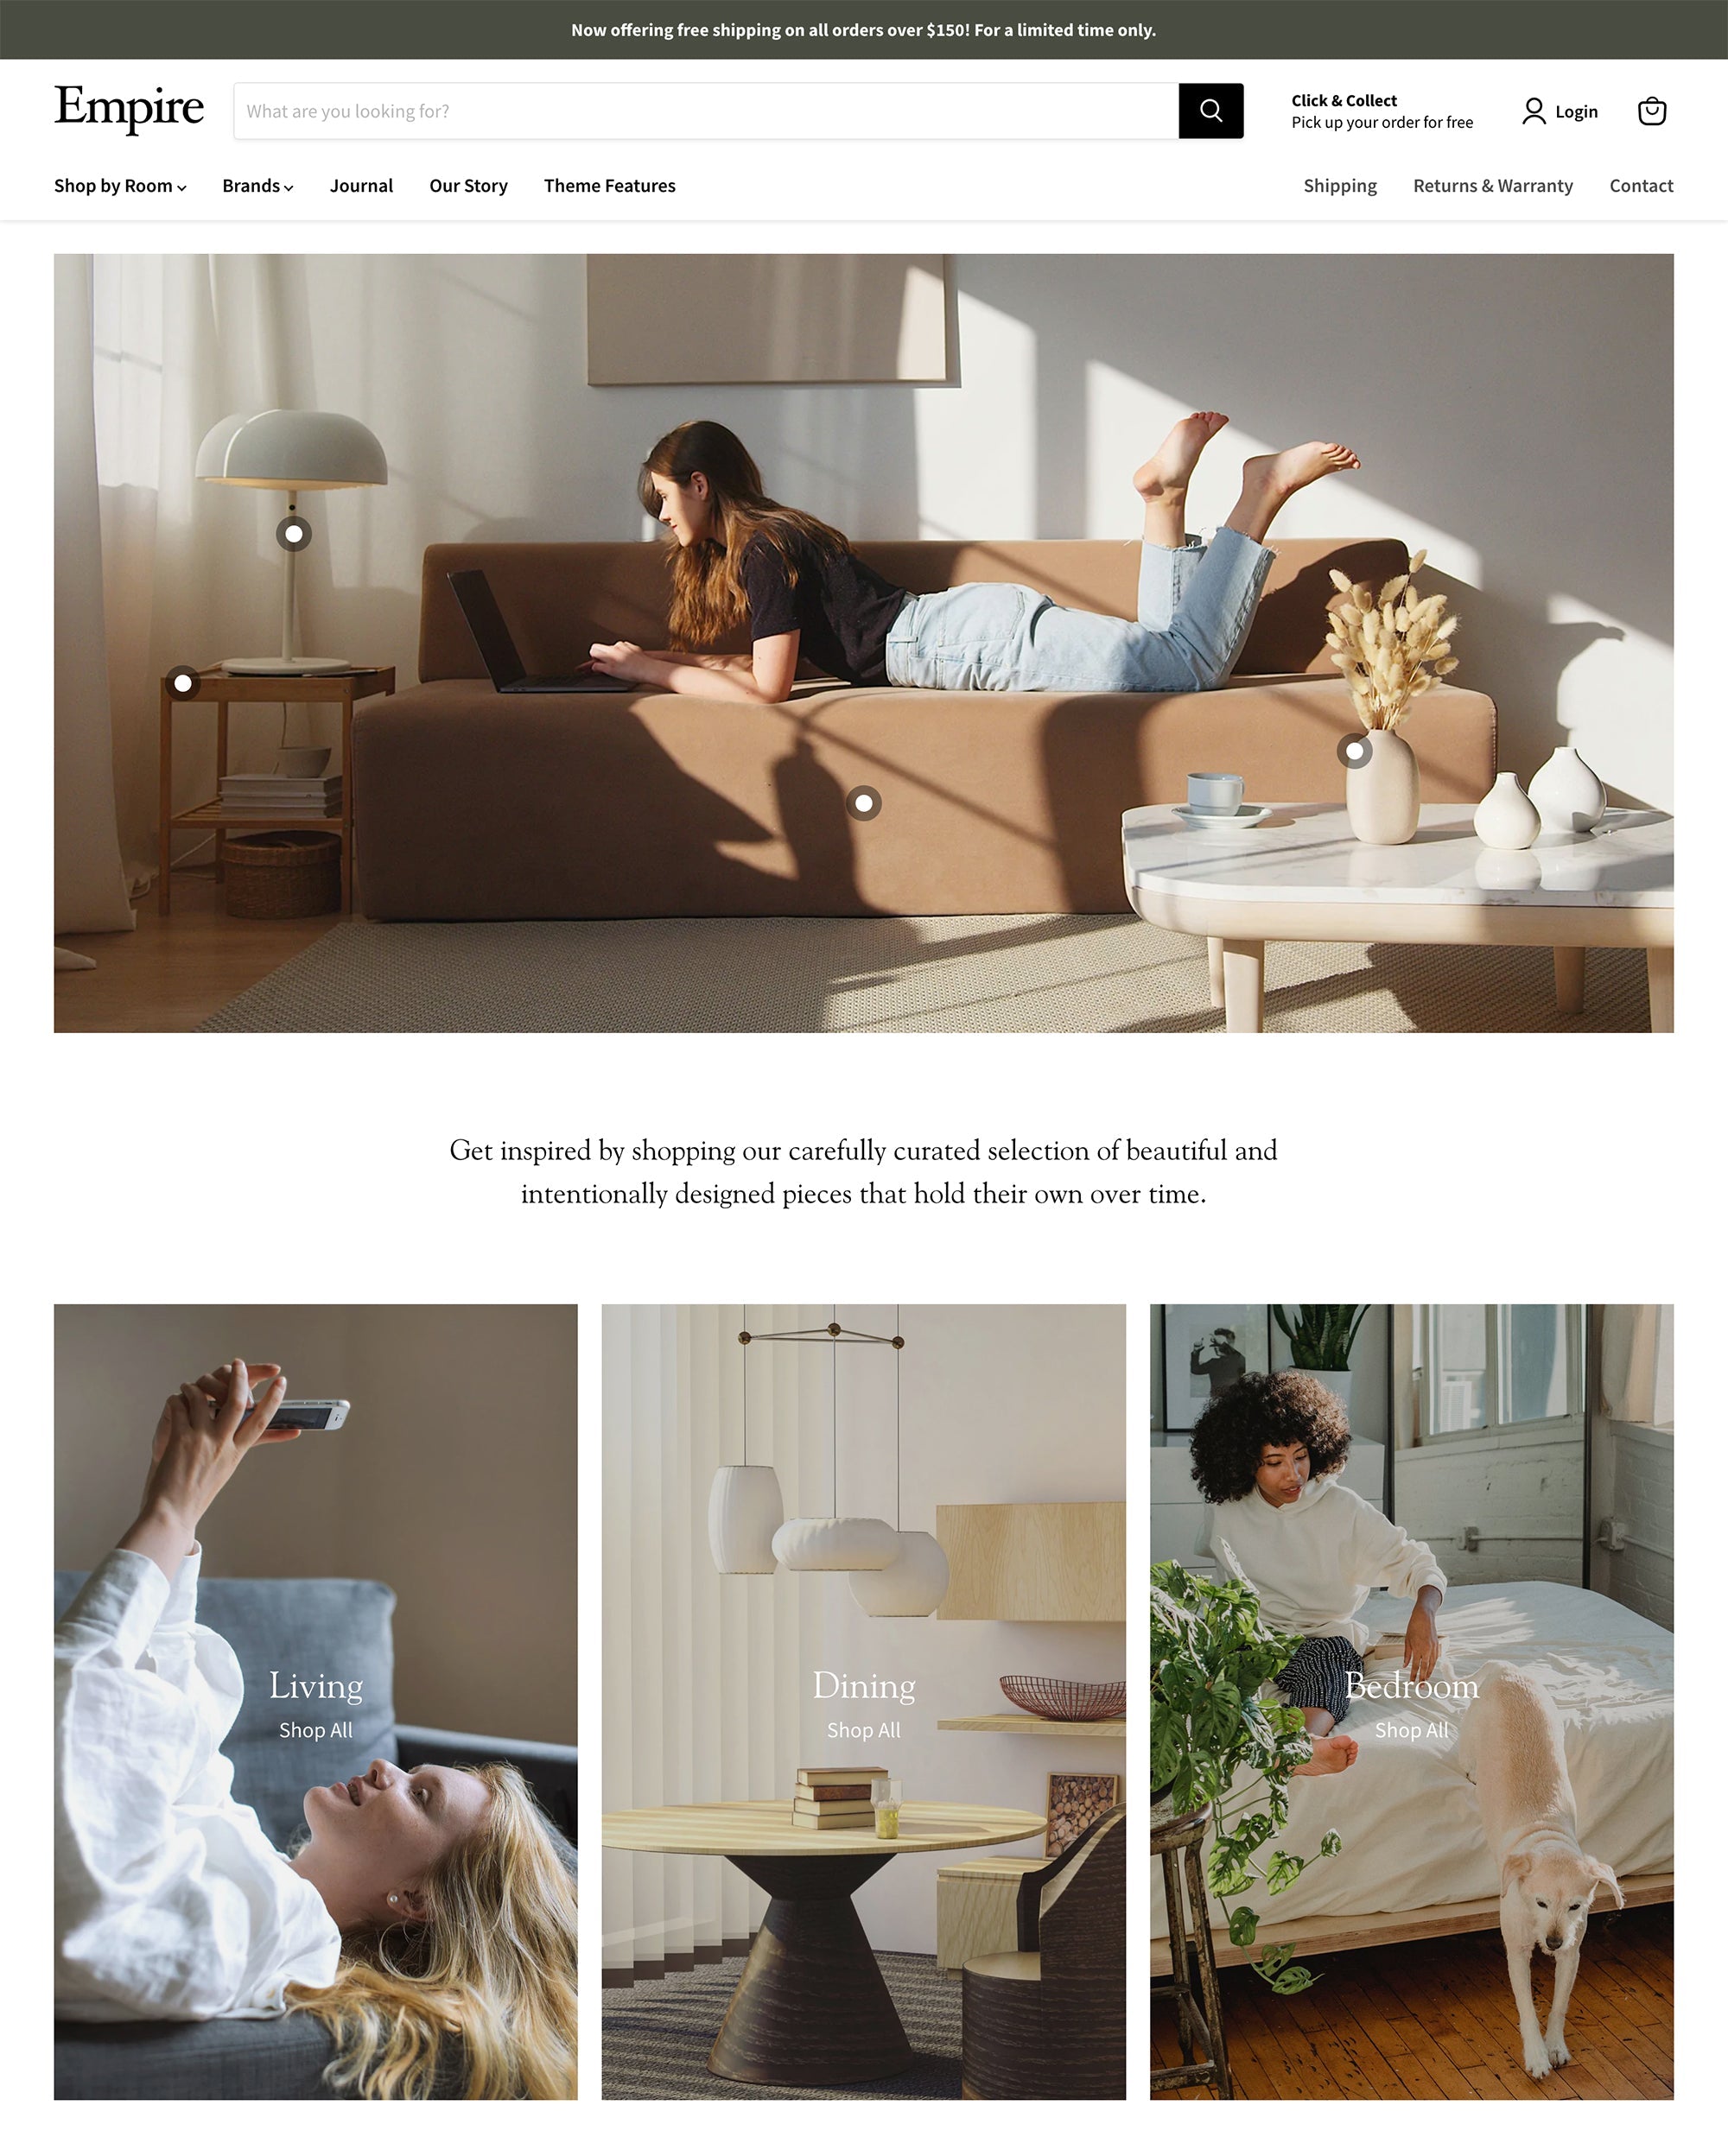 Now offering free shipping on all orders over $150! For a limited time only.
Empire
What are you looking for?
Click & Collect
Pick up your order for free
Login
Shop by Room
Brands
Journal
Our Story
Theme Features
Shipping
Returns & Warranty
Contact
Get inspired by shopping our carefully curated selection of beautiful and
intentionally designed pieces that hold their own over time.
Living
Shop All
Dining
Shop All
Bedroom
Shop All